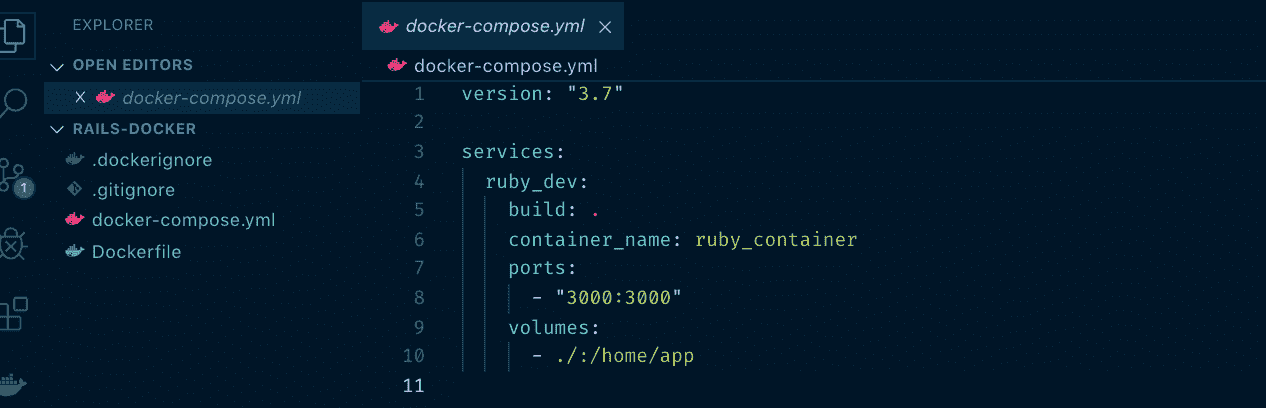 EXPLORER
OPEN EDITORS
X docker-compose.yml
RAILS-DOCKER
.dockerignore
.gitignore
1
docker-compose.yml
Dockerfile
docker-compose.yml
docker-compose.yml
1 version: "3.7"
2
3 services:
4 ruby_dev:
5 build: .
6 container_name: ruby_container
7 ports:
8 - "3000:3000"
9 volumes:
10 - ./:/home/app
11